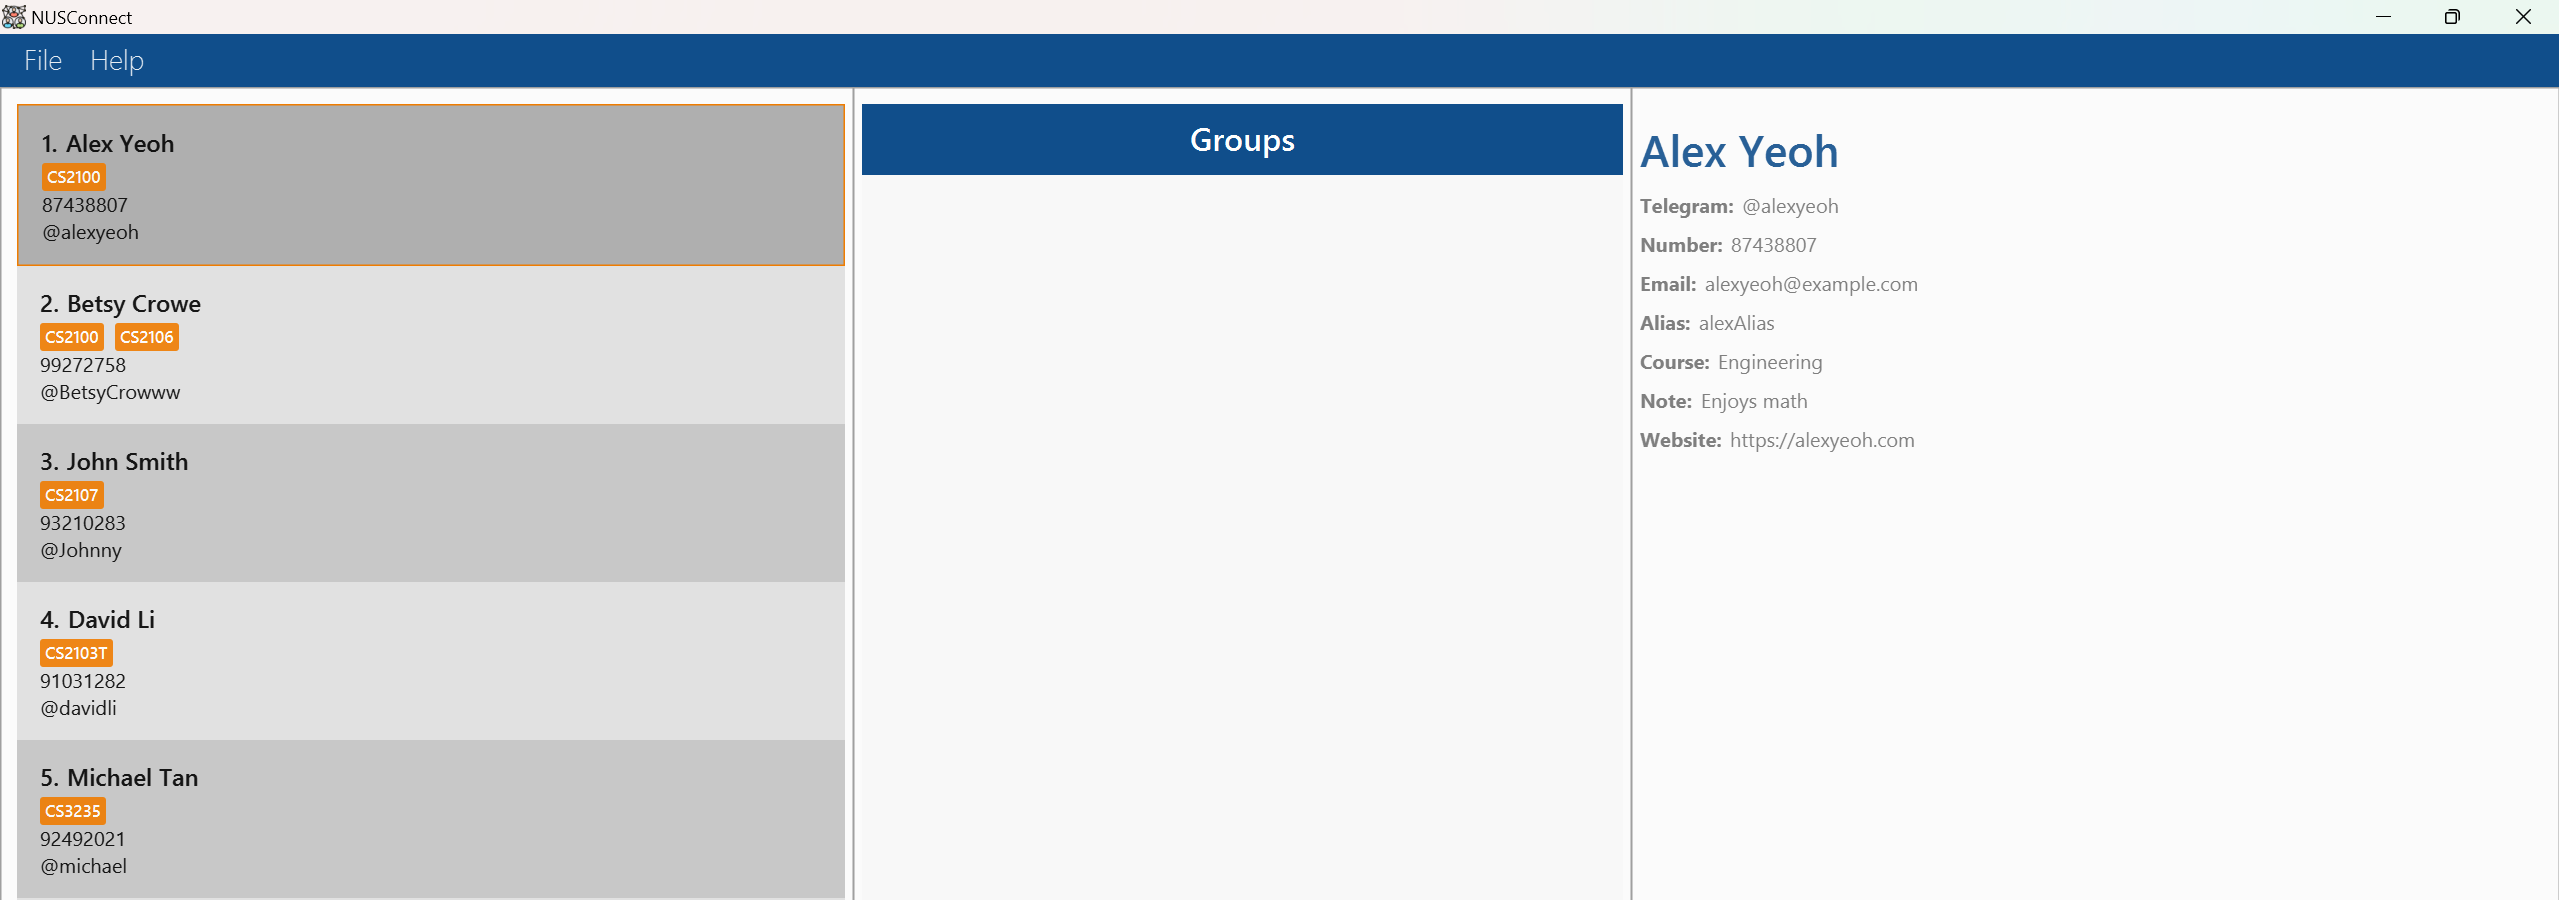 NUSConnect
File Help
1. Alex Yeoh
CS2100
87438807
@alexyeoh
2. Betsy Crowe
CS2100 CS2106
99272758
@BetsyCrowww
3. John Smith
CS2107
93210283
@Johnny
4. David Li
CS2103T
91031282
@davidli
5. Michael Tan
CS3235
92492021
@michael
Groups
Alex Yeoh
Telegram: @alexyeoh
Number: 87438807
Email: alexyeoh@example.com
Alias: alexAlias
Course: Engineering
Note: Enjoys math
Website: https://alexyeoh.com